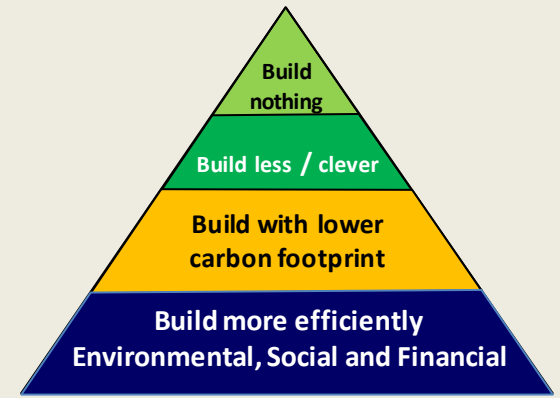 Build
nothing
Build less / clever
Build with lower
carbon footprint
Build more efficiently
Environmental, Social and Financial